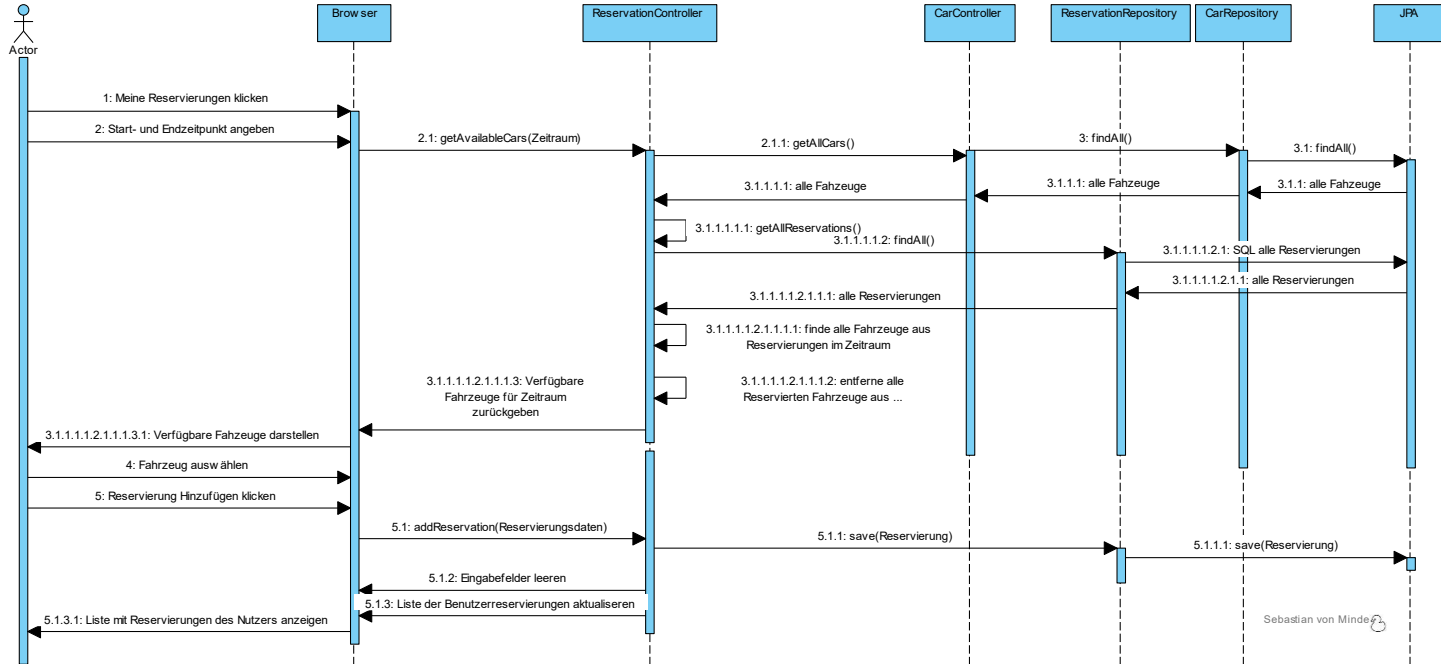 Browser
ReservationController
CarController
ReservationRepository
CarRepository
JPA
Actor
1: Meine Reservierungen klicken
2: Start- und Endzeitpunkt angeben
2.1: getAvailableCars(Zeitraum)
2.1.1: getAllCars()
3: findAll()
3.1: findAll()
3.1.1: alle Fahrzeuge
3.1.1.1: alle Fahrzeuge
3.1.1.1.1: alle Fahrzeuge
3.1.1.1.1.1: getAllReservations()
3.1.1.1.1.2: findAll()
3.1.1.1.1.2.1: SQL alle Reservierungen
3.1.1.1.1.2.1.1: alle Reservierungen
3.1.1.1.1.2.1.1.1: alle Reservierungen
3.1.1.1.1.2.1.1.1.1: finde alle Fahrzeuge aus
Reservierungen im Zeitraum
3.1.1.1.1.2.1.1.1.2: entferne alle
Reservierten Fahrzeuge aus ...
3.1.1.1.1.2.1.1.1.3: Verfügbare
Fahrzeuge für Zeitraum
zurückgeben
3.1.1.1.1.2.1.1.1.3.1: Verfügbare Fahzeuge darstellen
4: Fahrzeug auswählen
5: Reservierung Hinzufügen klicken
5.1: addReservation(Reservierungsdaten)
5.1.1: save(Reservierung)
5.1.1.1: save(Reservierung)
5.1.2: Eingabefelder leeren
5.1.3: Liste der Benutzerreservierungen aktualiseren
5.1.3.1: Liste mit Reservierungen des Nutzers anzeigen
Sebastian von Minden